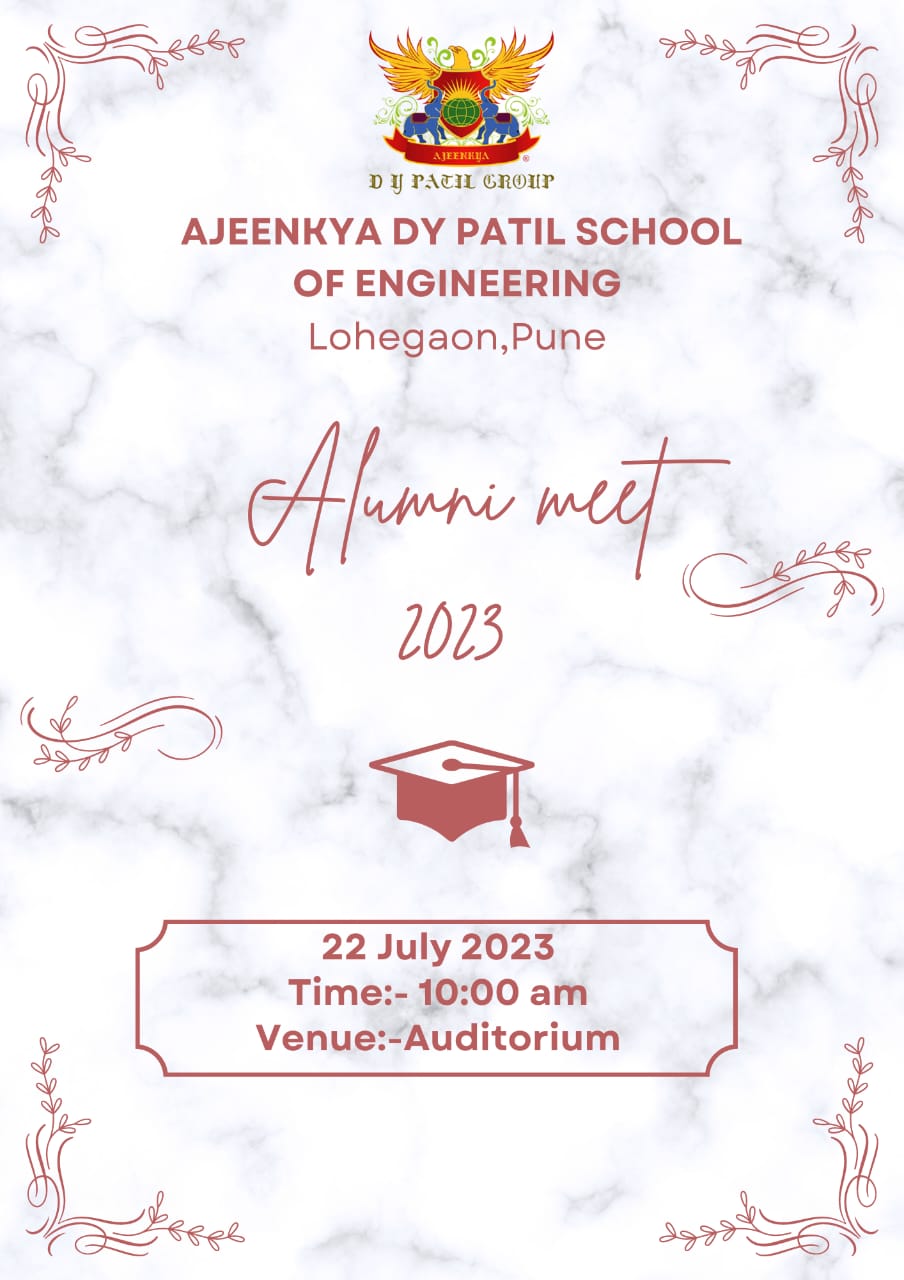 AJEENKYA
®
D Y PATIL GROUP
AJEENKYA DY PATIL SCHOOL
OF ENGINEERING
Lohegaon,Pune
Alumni meet
2023
22 July 2023
Time:- 10:00 am
Venue:-Auditorium